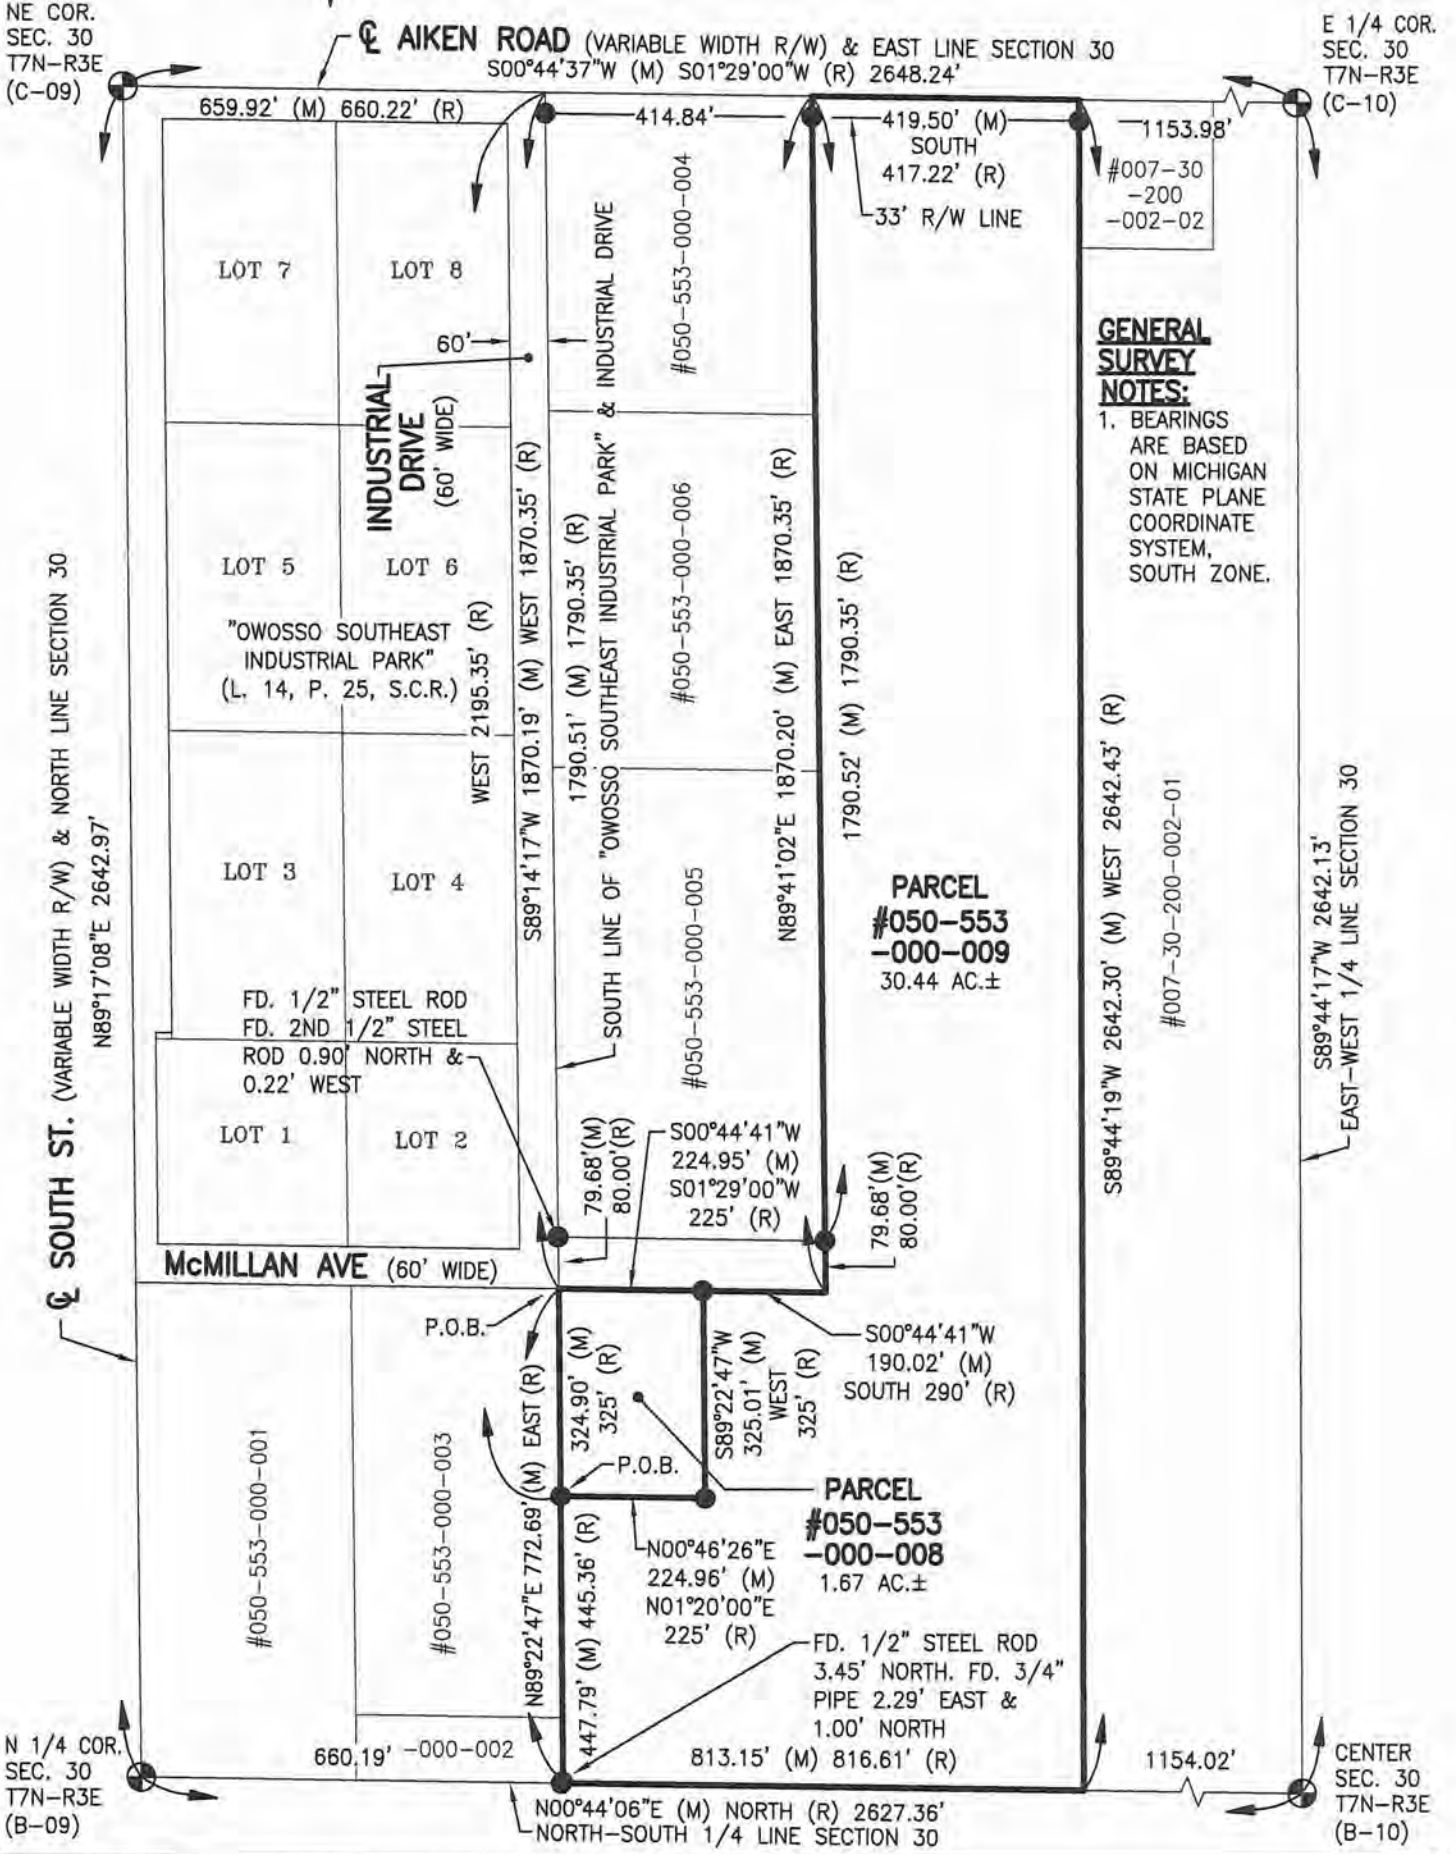 NE COR.
SEC. 30
T7N-R3E
(C-09)
℄ AIKEN ROAD (VARIABLE WIDTH R/W) & EAST LINE SECTION 30
S00°44'37"W (M) S01°29'00"W (R) 2648.24'
E 1/4 COR.
SEC. 30
T7N-R3E
(C-10)
659.92' (M) 660.22' (R)
414.84'
419.50' (M)
SOUTH
417.22' (R)
1153.98'
33' R/W LINE
#007-30
-200
-002-02
LOT 7
LOT 8
60'
INDUSTRIAL
DRIVE
(60' WIDE)
#050-553-000-004
GENERAL
SURVEY
NOTES:
1. BEARINGS
ARE BASED
ON MICHIGAN
STATE PLANE
COORDINATE
SYSTEM,
SOUTH ZONE.
LOT 5
LOT 6
"OWOSSO SOUTHEAST
INDUSTRIAL PARK"
(L. 14, P. 25, S.C.R.)
WEST 2195.35' (R)
S89°14'17"W 1870.19' (M) WEST 1870.35' (R)
1790.51' (M) 1790.35' (R)
SOUTH LINE OF "OWOSSO SOUTHEAST INDUSTRIAL PARK" & INDUSTRIAL DRIVE
#050-553-000-006
N89°41'02"E 1870.20' (M) EAST 1870.35' (R)
1790.52' (M) 1790.35' (R)
℄ SOUTH ST. (VARIABLE WIDTH R/W) & NORTH LINE SECTION 30
N89°17'08"E 2642.97'
LOT 3
LOT 4
#050-553-000-005
PARCEL
#050-553
-000-009
30.44 AC.±
S89°44'19"W 2642.30' (M) WEST 2642.43' (R)
#007-30-200-002-01
S89°44'17"W 2642.13'
EAST-WEST 1/4 LINE SECTION 30
FD. 1/2" STEEL ROD
FD. 2ND 1/2" STEEL
ROD 0.90' NORTH &
0.22' WEST
LOT 1
LOT 2
79.68'(M)
80.00'(R)
S00°44'41"W
224.95' (M)
S01°29'00"W
225' (R)
79.68'(M)
80.00'(R)
McMILLAN AVE (60' WIDE)
P.O.B.
S00°44'41"W
190.02' (M)
SOUTH 290' (R)
324.90' (M)
325' (R)
S89°22'47"W
325.01' (M)
WEST
325' (R)
#050-553-000-001
#050-553-000-003
N89°22'47"E 772.69' (M) EAST (R)
P.O.B.
PARCEL
#050-553
-000-008
1.67 AC.±
447.79' (M) 445.36' (R)
N00°46'26"E
224.96' (M)
N01°20'00"E
225' (R)
FD. 1/2" STEEL ROD
3.45' NORTH. FD. 3/4"
PIPE 2.29' EAST &
1.00' NORTH
N 1/4 COR.
SEC. 30
T7N-R3E
(B-09)
660.19'
-000-002
813.15' (M) 816.61' (R)
1154.02'
CENTER
SEC. 30
T7N-R3E
(B-10)
N00°44'06"E (M) NORTH (R) 2627.36'
NORTH-SOUTH 1/4 LINE SECTION 30